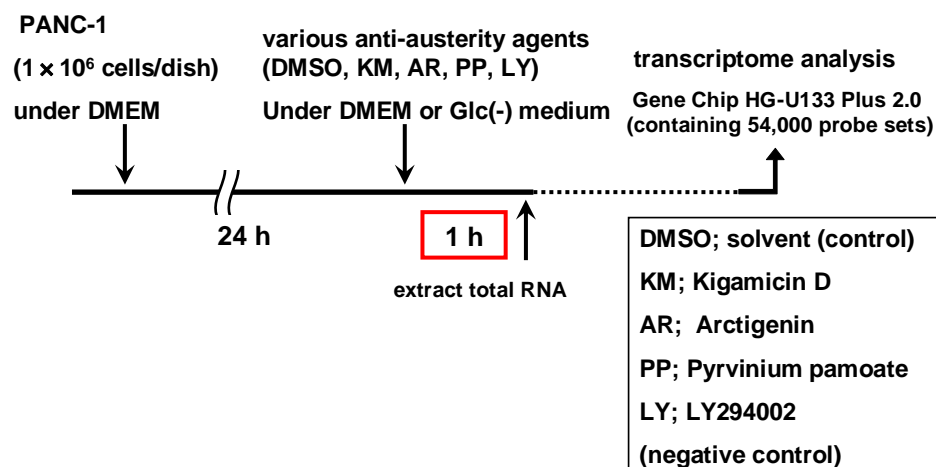 PANC-1
(1 × 10⁶ cells/dish)
under DMEM
various anti-austerity agents
(DMSO, KM, AR, PP, LY)
Under DMEM or Glc(-) medium
transcriptome analysis
Gene Chip HG-U133 Plus 2.0
(containing 54,000 probe sets)
24 h
1 h
extract total RNA
DMSO; solvent (control)
KM; Kigamicin D
AR; Arctigenin
PP; Pyrvinium pamoate
LY; LY294002
(negative control)